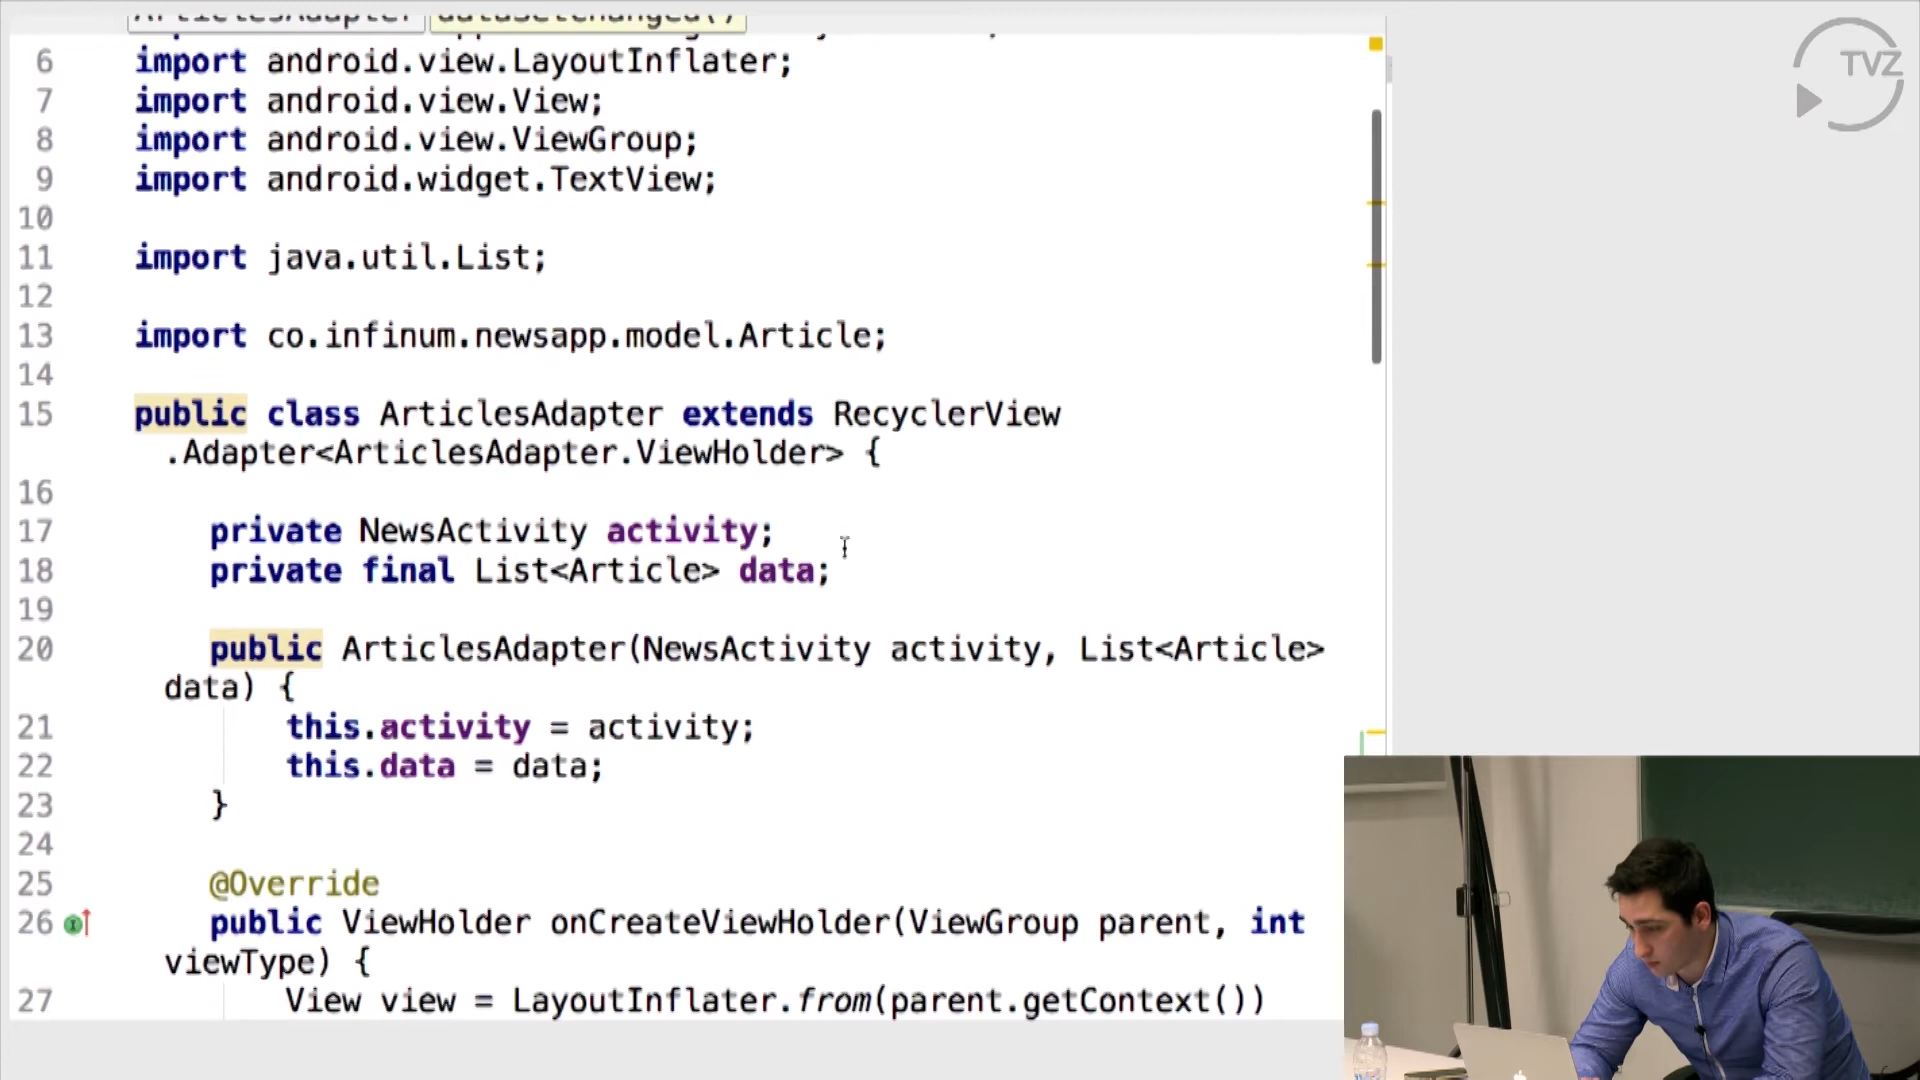 ArticlesAdapter dataSetChanged()
6 import android.view.LayoutInflater;
7 import android.view.View;
8 import android.view.ViewGroup;
9 import android.widget.TextView;
10
11 import java.util.List;
12
13 import co.infinum.newsapp.model.Article;
14
15 public class ArticlesAdapter extends RecyclerView
.Adapter<ArticlesAdapter.ViewHolder> {
16
17 private NewsActivity activity;
18 private final List<Article> data;
19
20 public ArticlesAdapter(NewsActivity activity, List<Article>
data) {
21 this.activity = activity;
22 this.data = data;
23 }
24
25 @Override
26 public ViewHolder onCreateViewHolder(ViewGroup parent, int
viewType) {
27 View view = LayoutInflater.from(parent.getContext())
TVZ